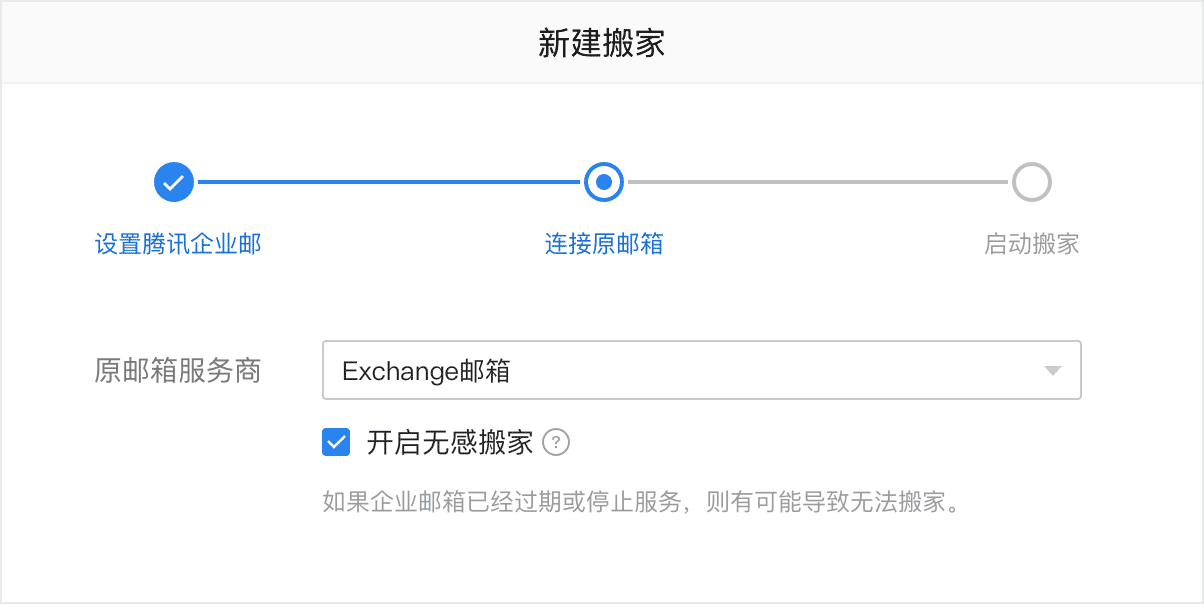 新建搬家
设置腾讯企业邮
连接原邮箱
启动搬家
原邮箱服务商
Exchange邮箱
开启无感搬家 ?
如果企业邮箱已经过期或停止服务，则有可能导致无法搬家。